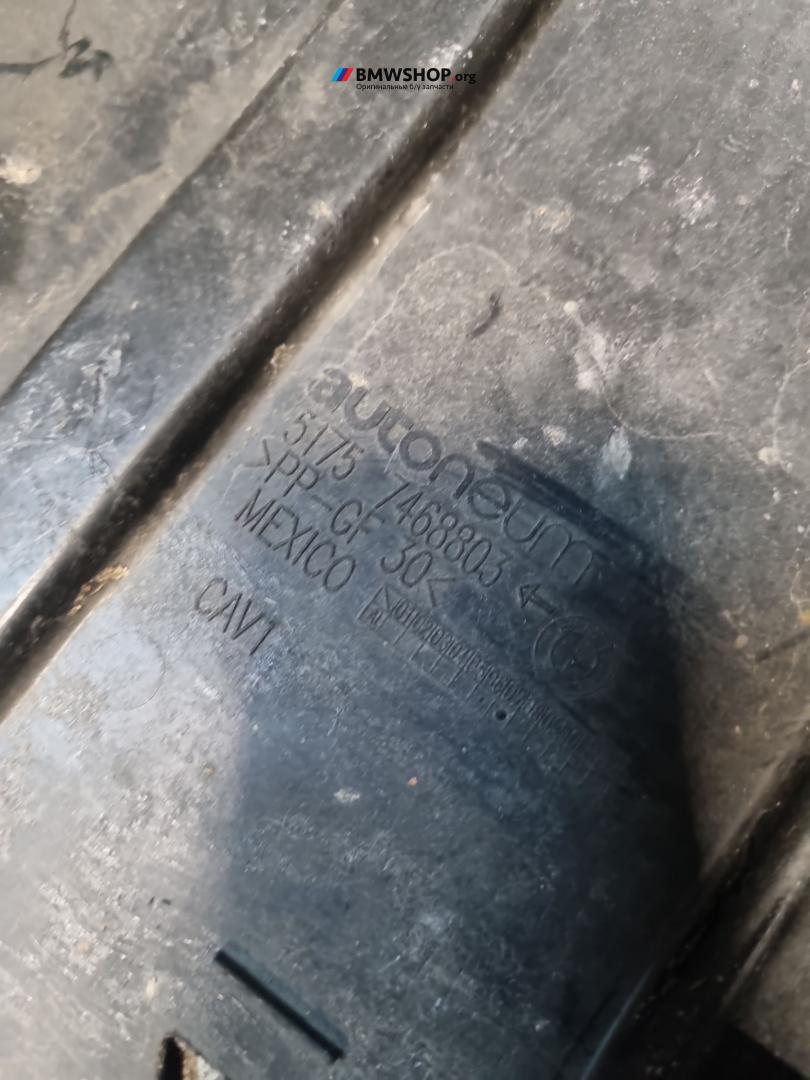 BMWSHOP.org
Оригинальные б/у запчасти
autoneum
5175 7468803
>PP-GF 30<
MEXICO
CAV1